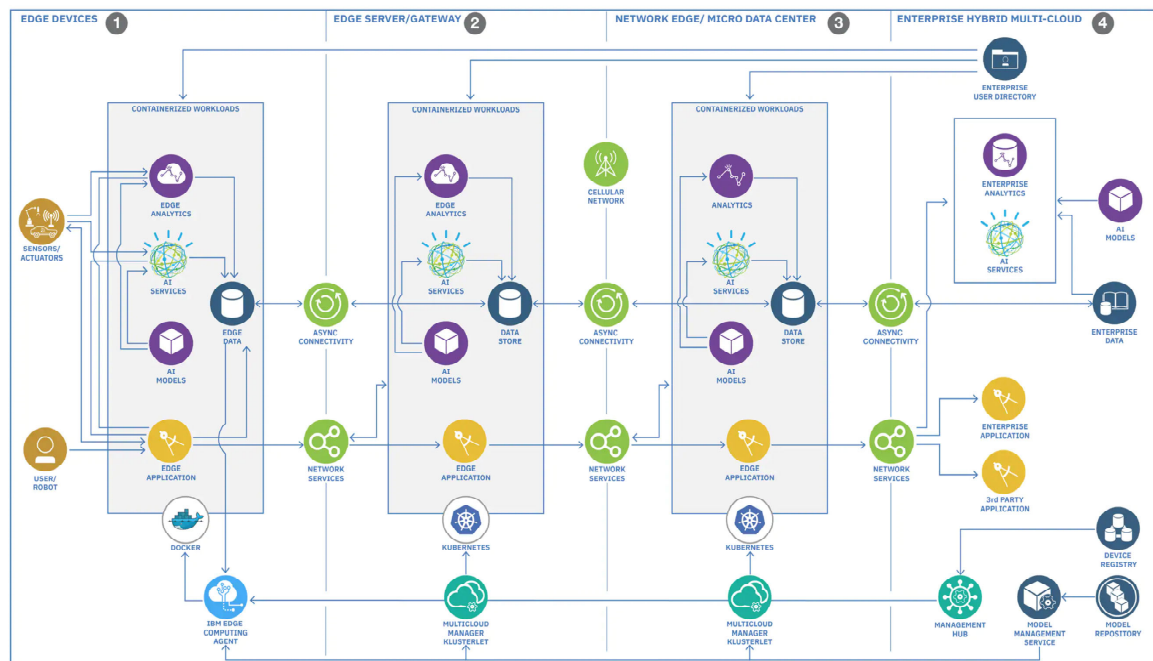 EDGE DEVICES
1
EDGE SERVER/GATEWAY
2
NETWORK EDGE/ MICRO DATA CENTER
3
ENTERPRISE HYBRID MULTI-CLOUD
4
ENTERPRISE
USER DIRECTORY
CONTAINERIZED WORKLOADS
CONTAINERIZED WORKLOADS
CONTAINERIZED WORKLOADS
EDGE
ANALYTICS
EDGE
ANALYTICS
CELLULAR
NETWORK
ANALYTICS
ENTERPRISE
ANALYTICS
SENSORS/
ACTUATORS
AI
MODELS
AI
SERVICES
AI
SERVICES
AI
SERVICES
AI
SERVICES
EDGE
DATA
ASYNC
CONNECTIVITY
DATA
STORE
ASYNC
CONNECTIVITY
DATA
STORE
ASYNC
CONNECTIVITY
ENTERPRISE
DATA
AI
MODELS
AI
MODELS
AI
MODELS
ENTERPRISE
APPLICATION
USER/
ROBOT
EDGE
APPLICATION
NETWORK
SERVICES
EDGE
APPLICATION
NETWORK
SERVICES
EDGE
APPLICATION
NETWORK
SERVICES
3rd PARTY
APPLICATION
DOCKER
KUBERNETES
KUBERNETES
DEVICE
REGISTRY
IBM EDGE
COMPUTING
AGENT
MULTICLOUD
MANAGER
KLUSTERLET
MULTICLOUD
MANAGER
KLUSTERLET
MANAGEMENT
HUB
MODEL
MANAGEMENT
SERVICE
MODEL
REPOSITORY